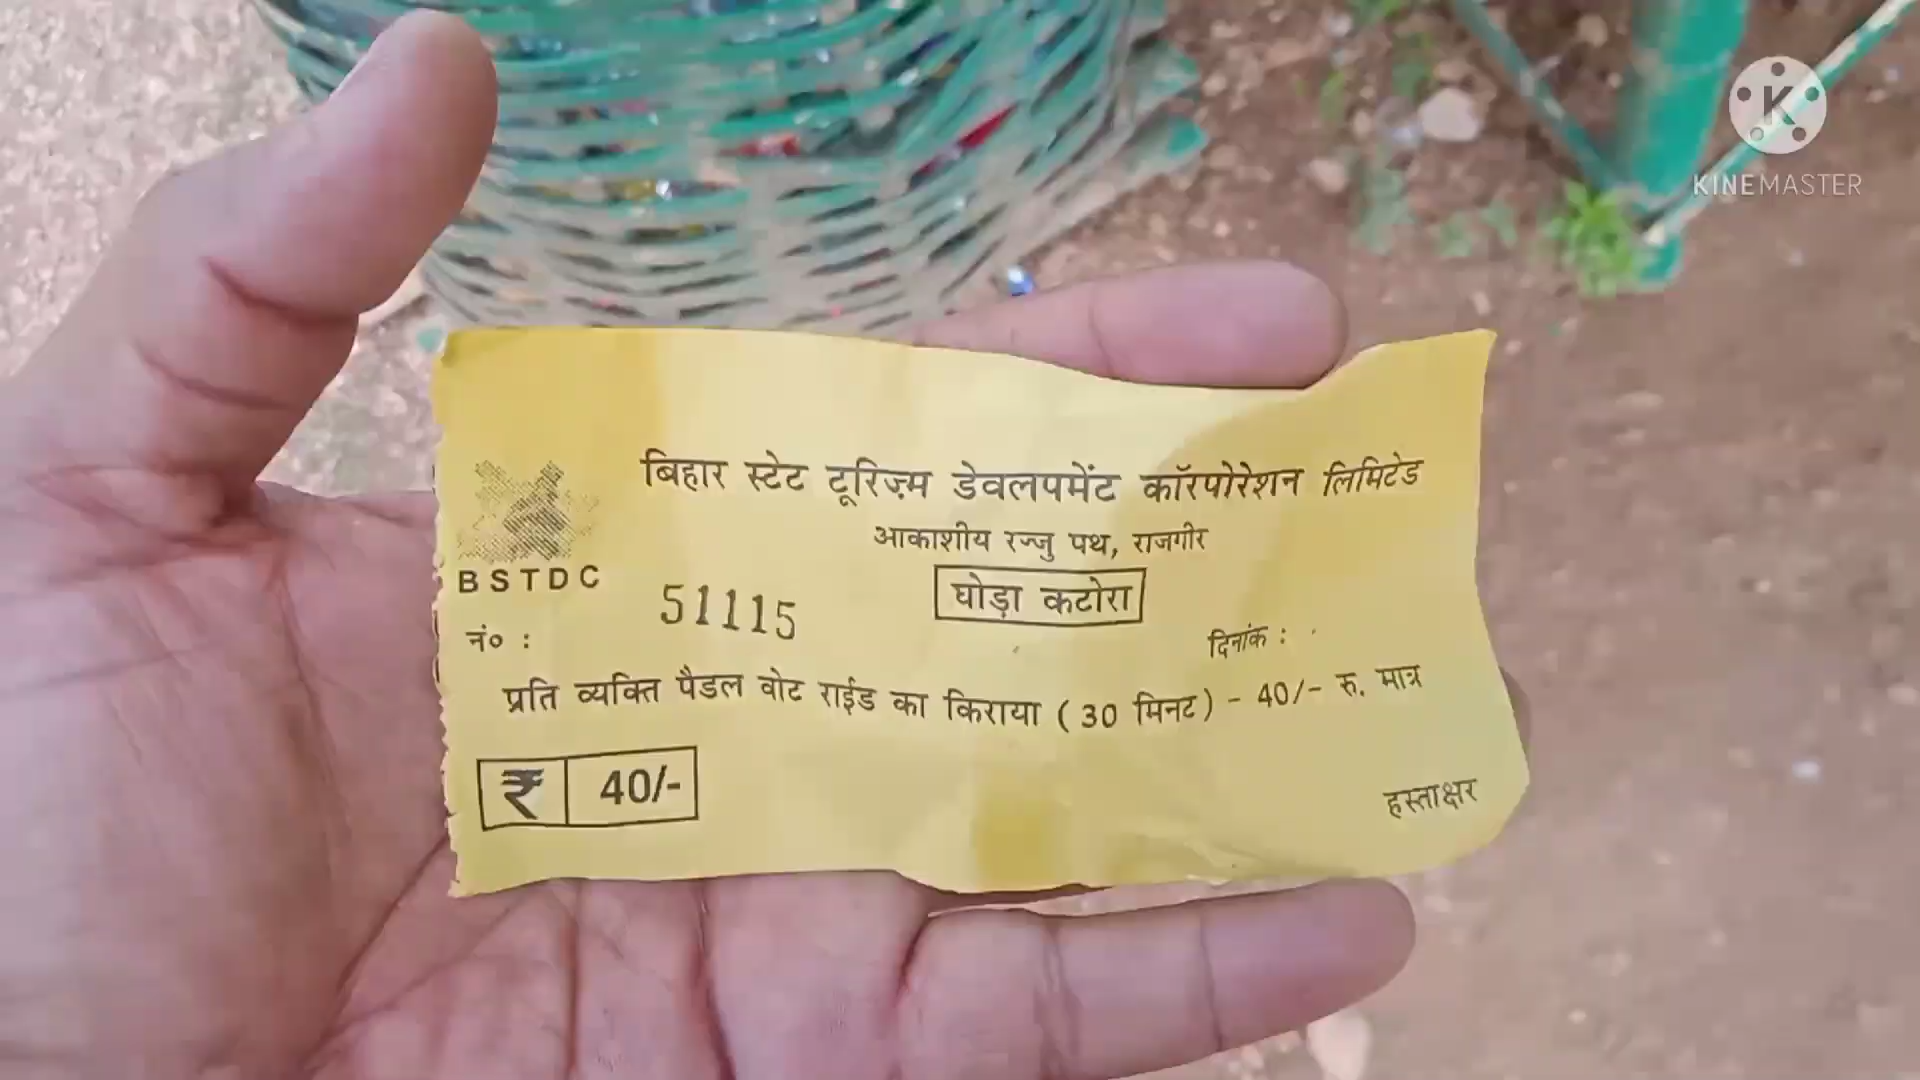 KINEMASTER
बिहार स्टेट टूरिज़्म डेवलपमेंट कॉरपोरेशन लिमिटेड
आकाशीय रज्जु पथ, राजगीर
BSTDC
घोड़ा कटोरा
नं० : 51115
दिनांक :
प्रति व्यक्ति पैडल वोट राईड का किराया ( 30 मिनट ) - 40/- रु. मात्र
₹ 40/-
हस्ताक्षर